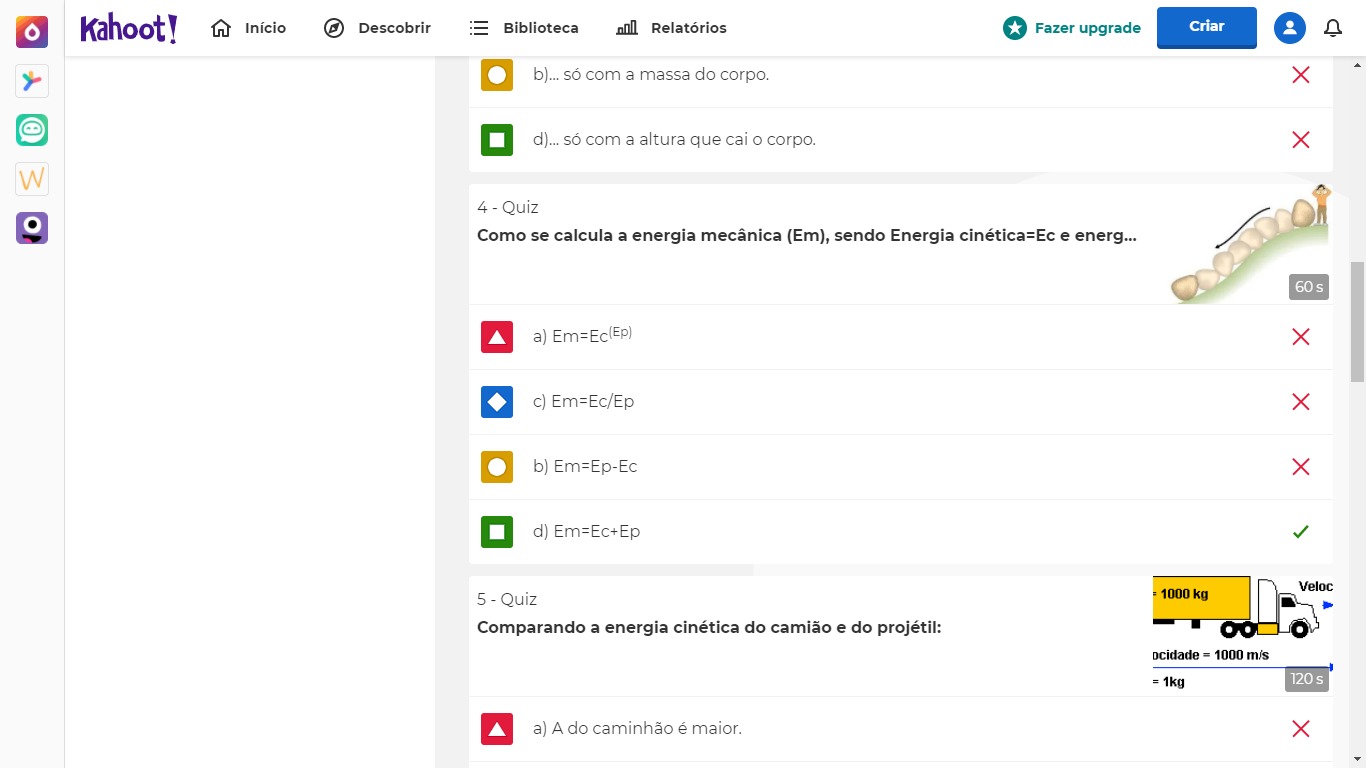 Kahoot!
Início
Descobrir
Biblioteca
Relatórios
Fazer upgrade
Criar
b)... só com a massa do corpo.
d)... só com a altura que cai o corpo.
4 - Quiz
Como se calcula a energia mecânica (Em), sendo Energia cinética=Ec e energ...
60 s
a) Em=Ec(Ep)
c) Em=Ec/Ep
b) Em=Ep-Ec
d) Em=Ec+Ep
5 - Quiz
Comparando a energia cinética do camião e do projétil:
= 1000 kg
Veloc
ocidade = 1000 m/s
= 1kg
120 s
a) A do caminhão é maior.